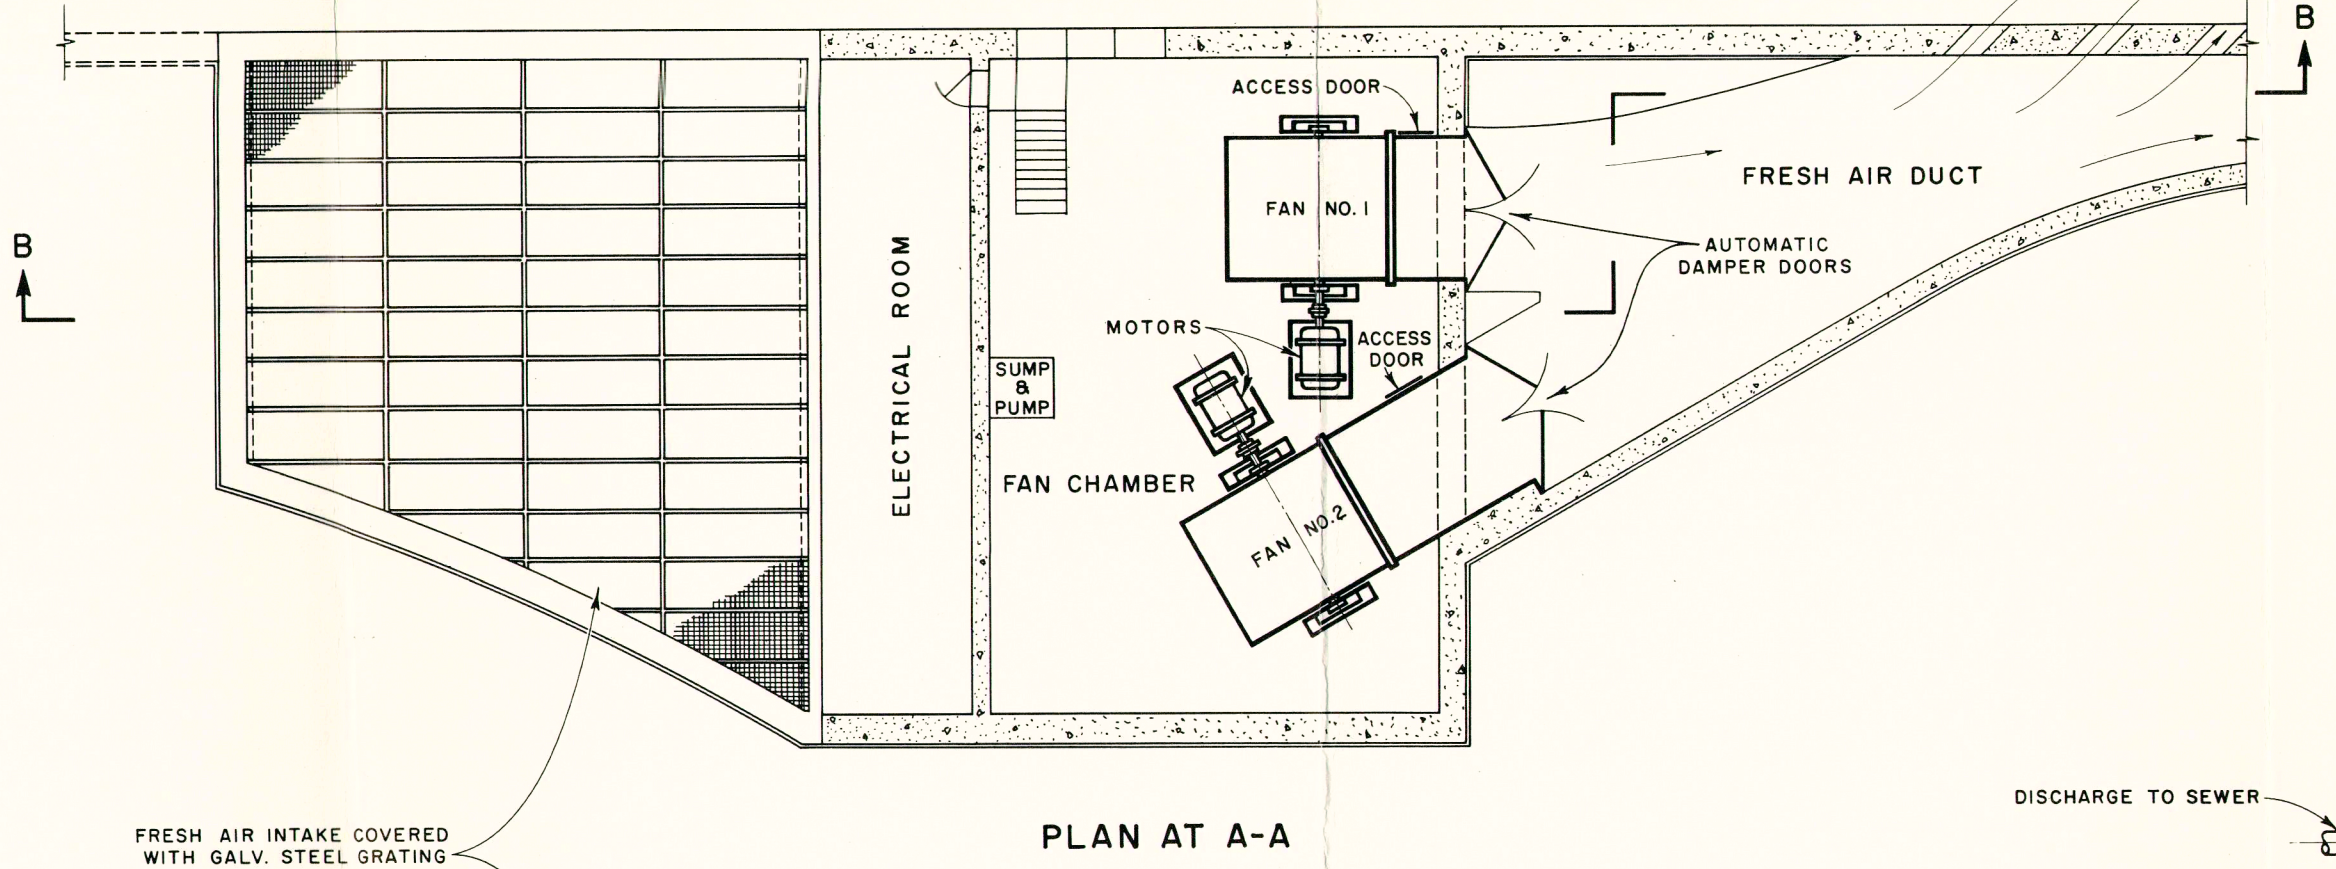 B
ACCESS DOOR
FRESH AIR DUCT
FAN NO. 1
B
AUTOMATIC
DAMPER DOORS
ELECTRICAL ROOM
MOTORS
ACCESS
DOOR
SUMP
&
PUMP
FAN CHAMBER
FAN NO. 2
DISCHARGE TO SEWER
FRESH AIR INTAKE COVERED
WITH GALV. STEEL GRATING
PLAN AT A-A